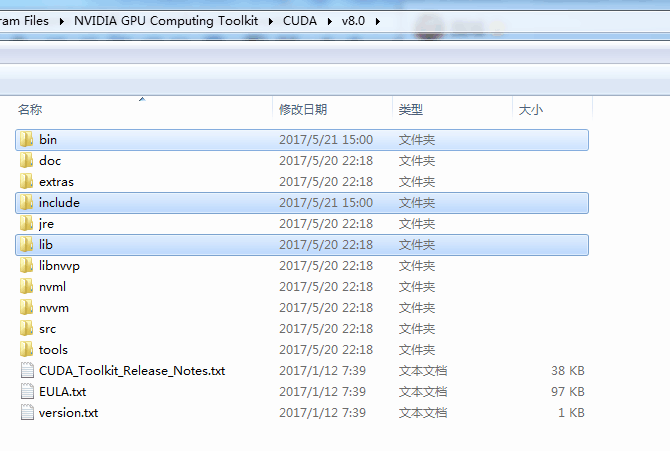 ram Files NVIDIA GPU Computing Toolkit CUDA v8.0
名称 修改日期 类型 大小
bin 2017/5/21 15:00 文件夹
doc 2017/5/20 22:18 文件夹
extras 2017/5/20 22:18 文件夹
include 2017/5/21 15:00 文件夹
jre 2017/5/20 22:18 文件夹
lib 2017/5/20 22:18 文件夹
libnvvp 2017/5/20 22:18 文件夹
nvml 2017/5/20 22:18 文件夹
nvvm 2017/5/20 22:18 文件夹
src 2017/5/20 22:18 文件夹
tools 2017/5/20 22:18 文件夹
CUDA_Toolkit_Release_Notes.txt 2017/1/12 7:39 文本文档 38 KB
EULA.txt 2017/1/12 7:39 文本文档 97 KB
version.txt 2017/1/12 7:39 文本文档 1 KB